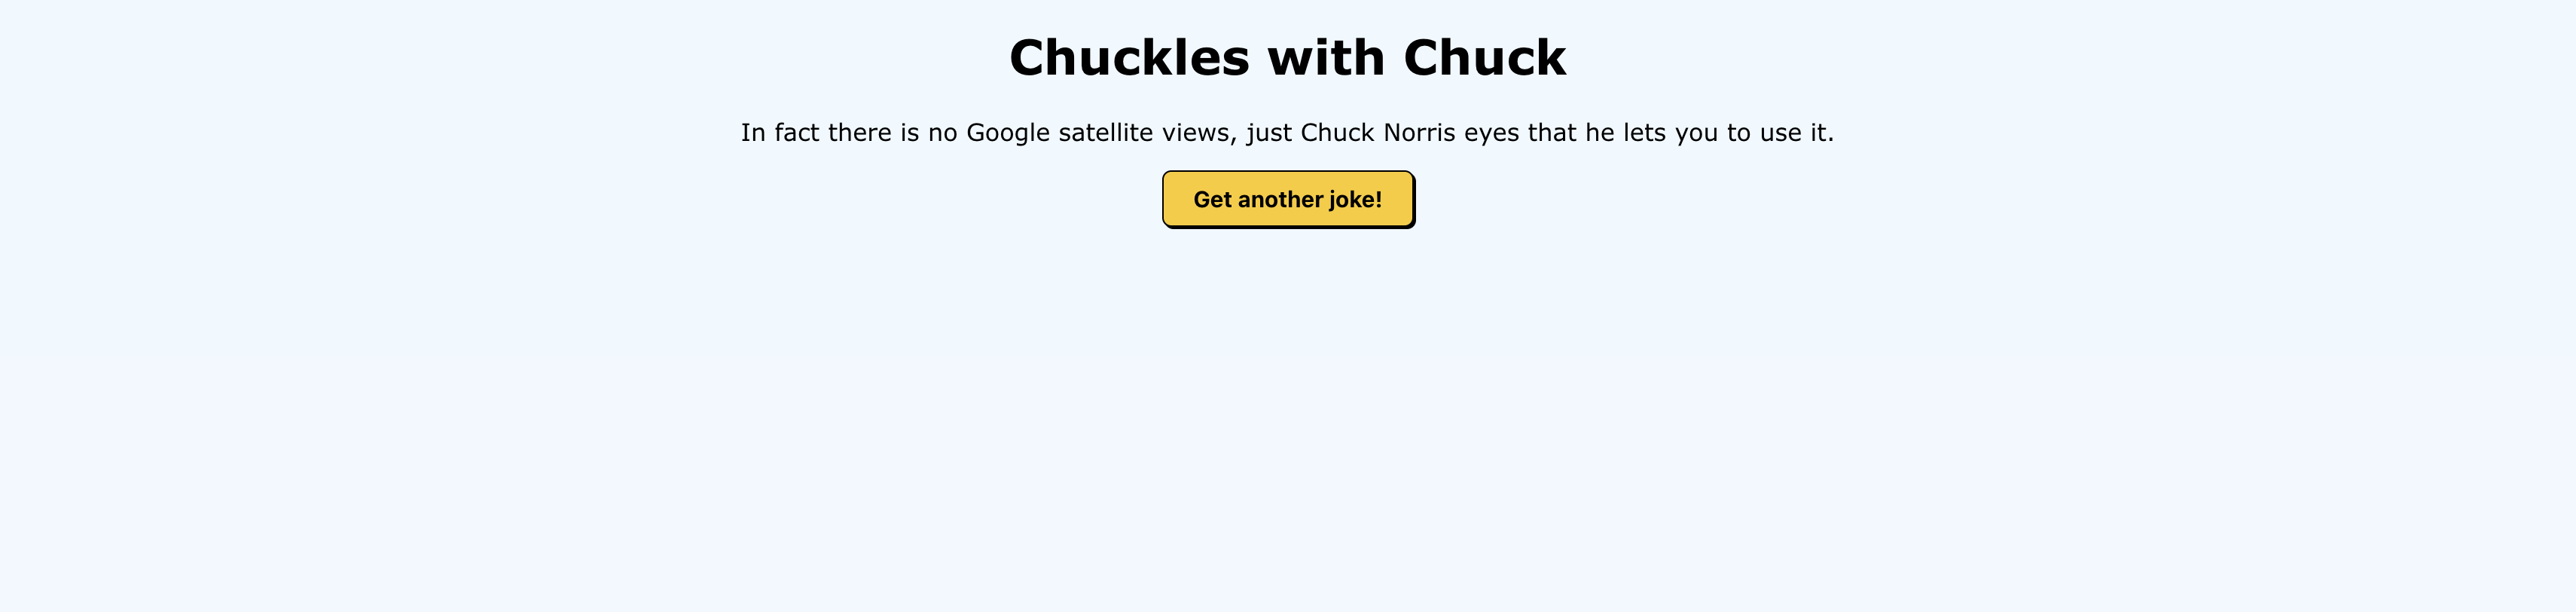 Chuckles with Chuck
In fact there is no Google satellite views, just Chuck Norris eyes that he lets you to use it.
Get another joke!